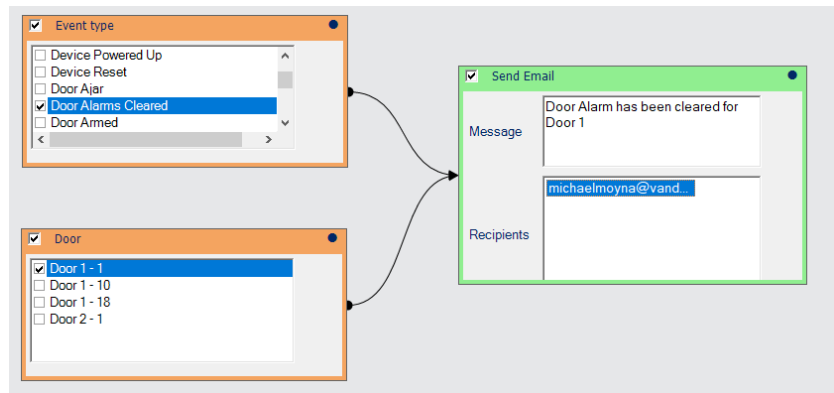 Event type
Device Powered Up
Device Reset
Door Ajar
Door Alarms Cleared
Door Armed
Door
Door 1 - 1
Door 1 - 10
Door 1 - 18
Door 2 - 1
Send Email
Message
Door Alarm has been cleared for
Door 1
Recipients
michaelmoyna@vand...